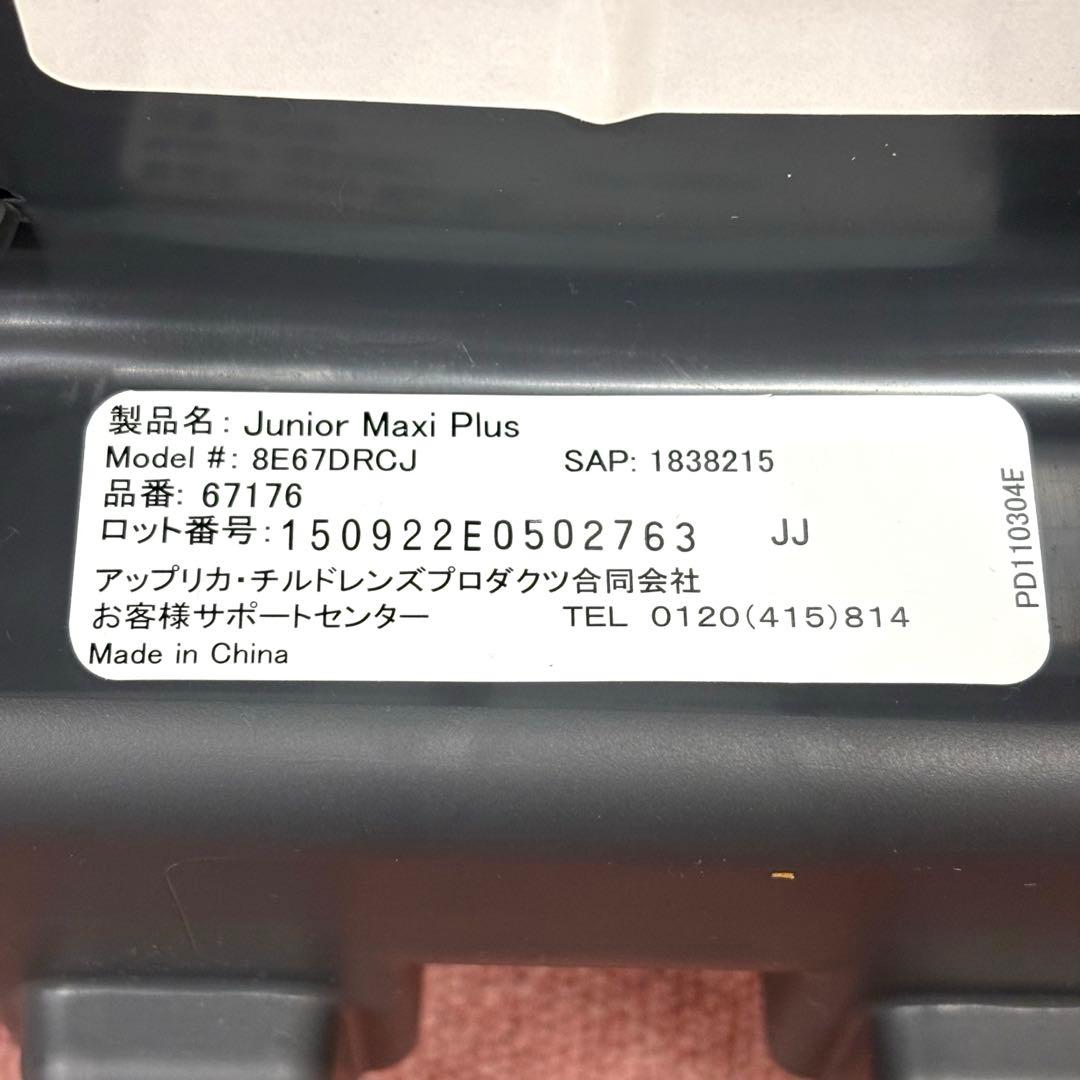 製品名: Junior Maxi Plus
Model #: 8E67DRCJ SAP: 1838215
品番: 67176
ロット番号:150922E0502763 JJ
アップリカ・チルドレンズプロダクツ合同会社
お客様サポートセンター TEL 0120(415)814
Made in China
PD110304E